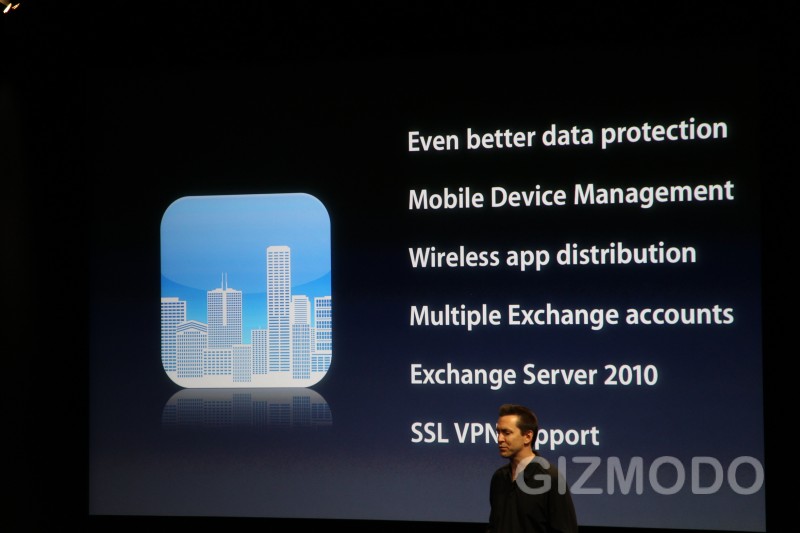 Even better data protection
Mobile Device Management
Wireless app distribution
Multiple Exchange accounts
Exchange Server 2010
SSL VPN support
GIZMODO